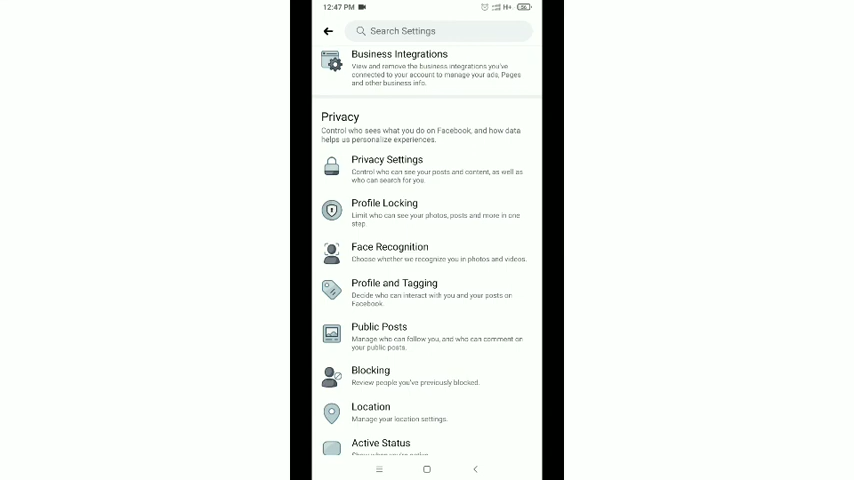 12:47 PM
H+
56
Search Settings
Business Integrations
View and remove the business integrations you've
connected to your account to manage your ads, Pages
and other business info.
Privacy
Control who sees what you do on Facebook, and how data
helps us personalize experiences.
Privacy Settings
Control who can see your posts and content, as well as
who can search for you.
Profile Locking
Limit who can see your photos, posts and more in one
step.
Face Recognition
Choose whether we recognize you in photos and videos.
Profile and Tagging
Decide who can interact with you and your posts on
Facebook.
Public Posts
Manage who can follow you, and who can comment on
your public posts.
Blocking
Review people you've previously blocked.
Location
Manage your location settings.
Active Status
Show when you're active